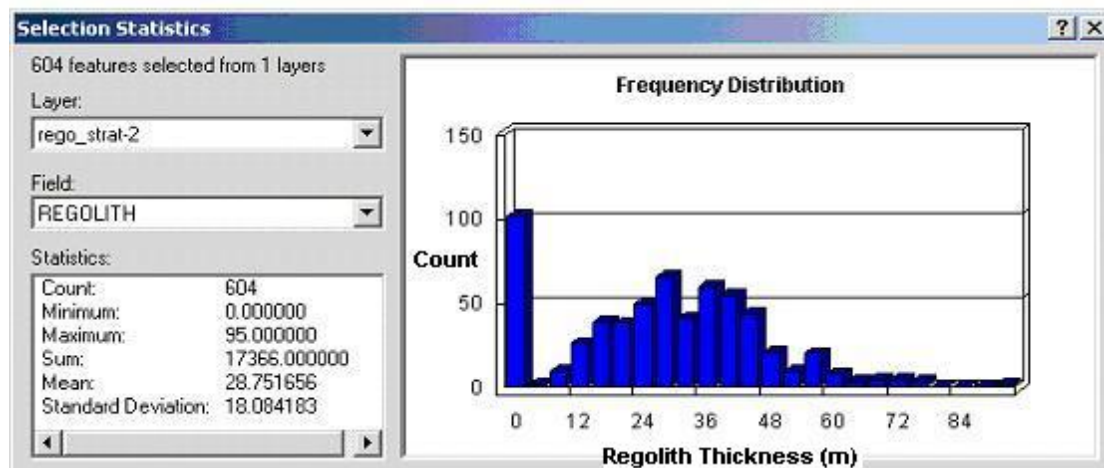 Selection Statistics
604 features selected from 1 layers
Layer:
rego_strat-2
Field:
REGOLITH
Statistics:
Count: 604
Minimum: 0.000000
Maximum: 95.000000
Sum: 17366.000000
Mean: 28.751656
Standard Deviation: 18.084183
Frequency Distribution
150
100
Count
50
0
0 12 24 36 48 60 72 84
Regolith Thickness (m)